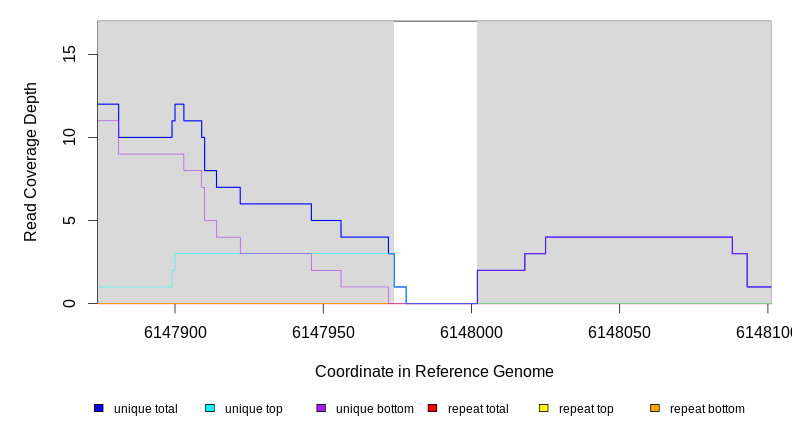 Read Coverage Depth
15
10
5
0
6147900 6147950 6148000 6148050 614810
Coordinate in Reference Genome
unique total unique top unique bottom repeat total repeat top repeat bottom